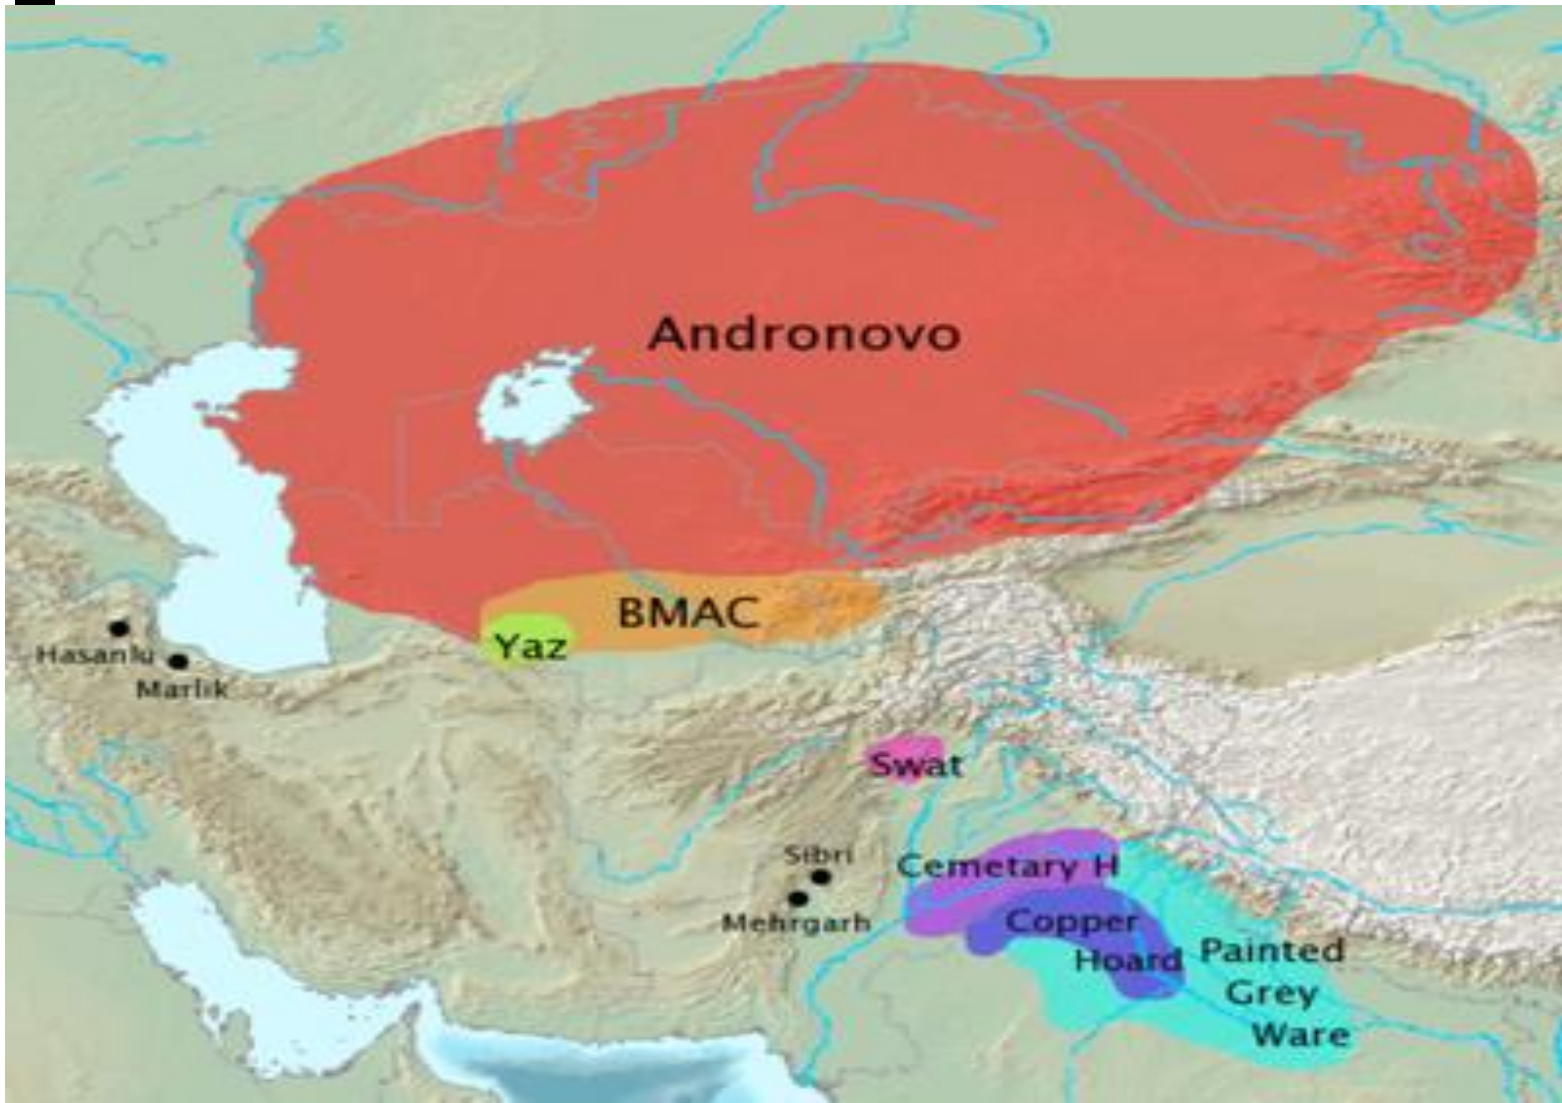 Andronovo
BMAC
Yaz
Hasanlu
Marlik
Swat
Sibri
Cemetary H
Mehrgarh
Copper
Hoard
Painted
Grey
Ware